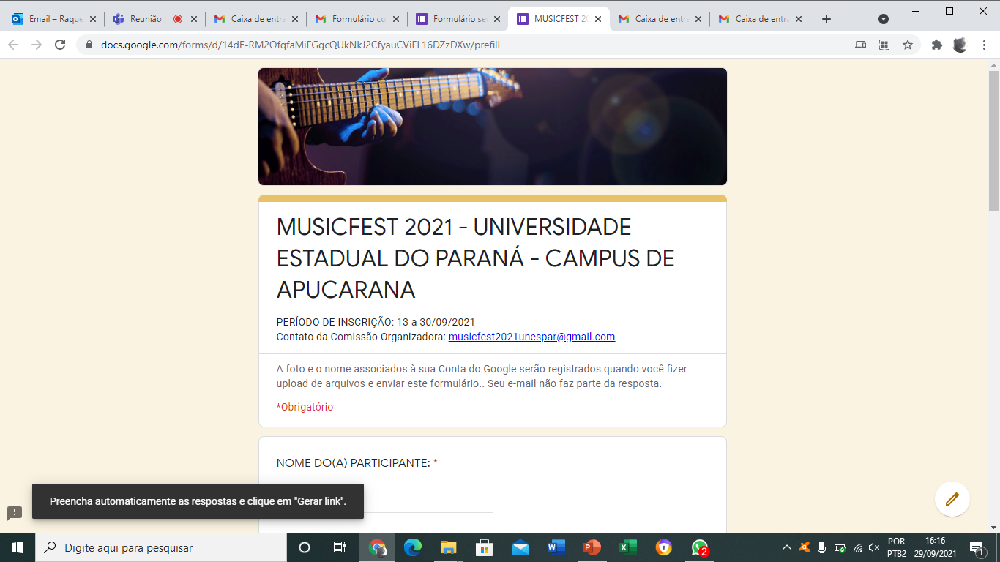 Email – Raque
Reunião |
Caixa de entra
Formulário co
Formulário se
MUSICFEST 20
Caixa de entra
Caixa de entra
docs.google.com/forms/d/14dE-RM2OfqfaMiFGgcQUkNkJ2CfyauCViFL16DZzDXw/prefill
MUSICFEST 2021 - UNIVERSIDADE
ESTADUAL DO PARANÁ - CAMPUS DE
APUCARANA
PERÍODO DE INSCRIÇÃO: 13 a 30/09/2021
Contato da Comissão Organizadora: musicfest2021unespar@gmail.com
A foto e o nome associados à sua Conta do Google serão registrados quando você fizer
upload de arquivos e enviar este formulário.. Seu e-mail não faz parte da resposta.
*Obrigatório
NOME DO(A) PARTICIPANTE: *
Preencha automaticamente as respostas e clique em "Gerar link".
Digite aqui para pesquisar
2
POR
PTB2
16:16
29/09/2021
1